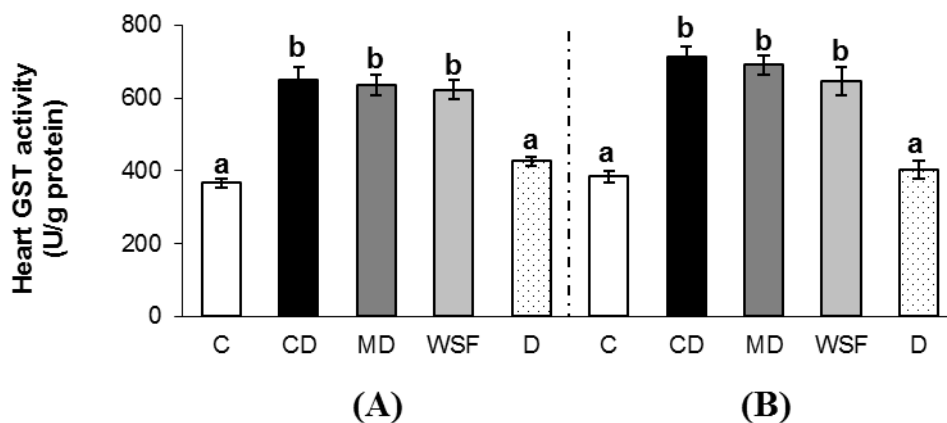 Heart GST activity
(U/g protein)
800
600
400
200
0
a
b
b
b
a
a
b
b
b
a
C CD MD WSF D C CD MD WSF D
(A) (B)